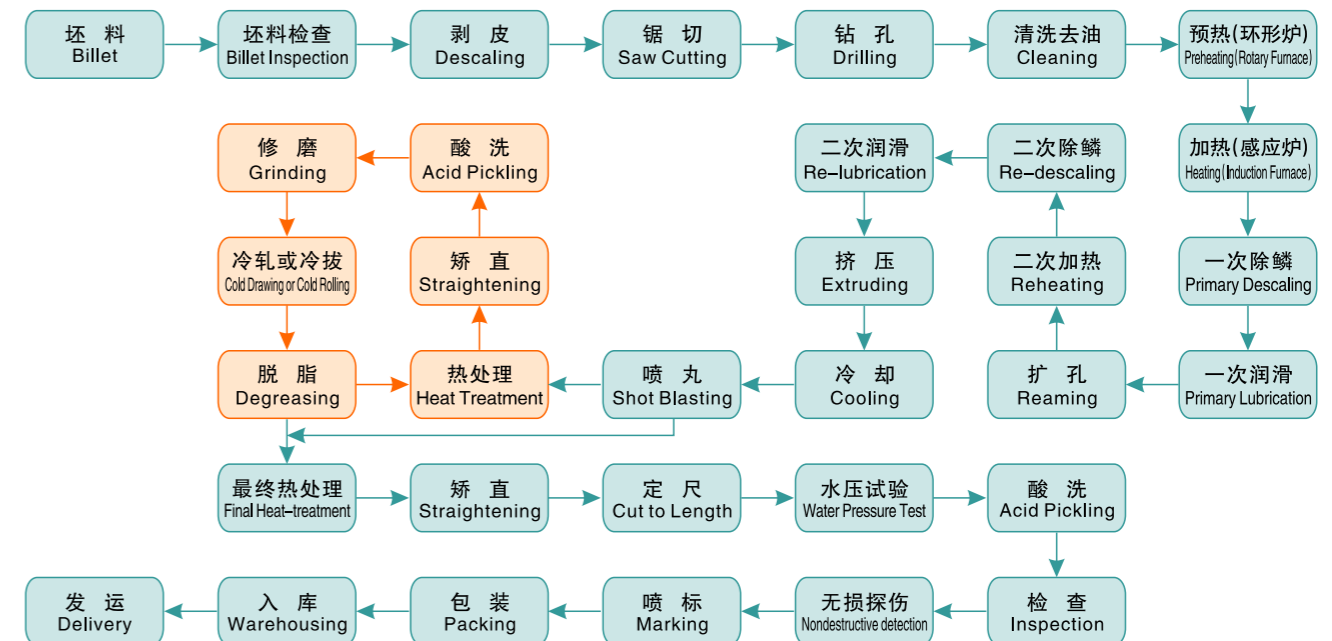 坯 料
Billet
坯料检查
Billet Inspection
剥 皮
Descaling
锯 切
Saw Cutting
钻 孔
Drilling
清洗去油
Cleaning
预热(环形炉)
Preheating(Rotary Furnace)
修 磨
Grinding
酸 洗
Acid Pickling
二次润滑
Re-lubrication
二次除鳞
Re-descaling
加热(感应炉)
Heating(Induction Furnace)
冷轧或冷拔
Cold Drawing or Cold Rolling
矫 直
Straightening
挤 压
Extruding
二次加热
Reheating
一次除鳞
Primary Descaling
脱 脂
Degreasing
热处理
Heat Treatment
喷 丸
Shot Blasting
冷 却
Cooling
扩 孔
Reaming
一次润滑
Primary Lubrication
最终热处理
Final Heat-treatment
矫 直
Straightening
定 尺
Cut to Length
水压试验
Water Pressure Test
酸 洗
Acid Pickling
发 运
Delivery
入 库
Warehousing
包 装
Packing
喷 标
Marking
无损探伤
Nondestructive detection
检 查
Inspection